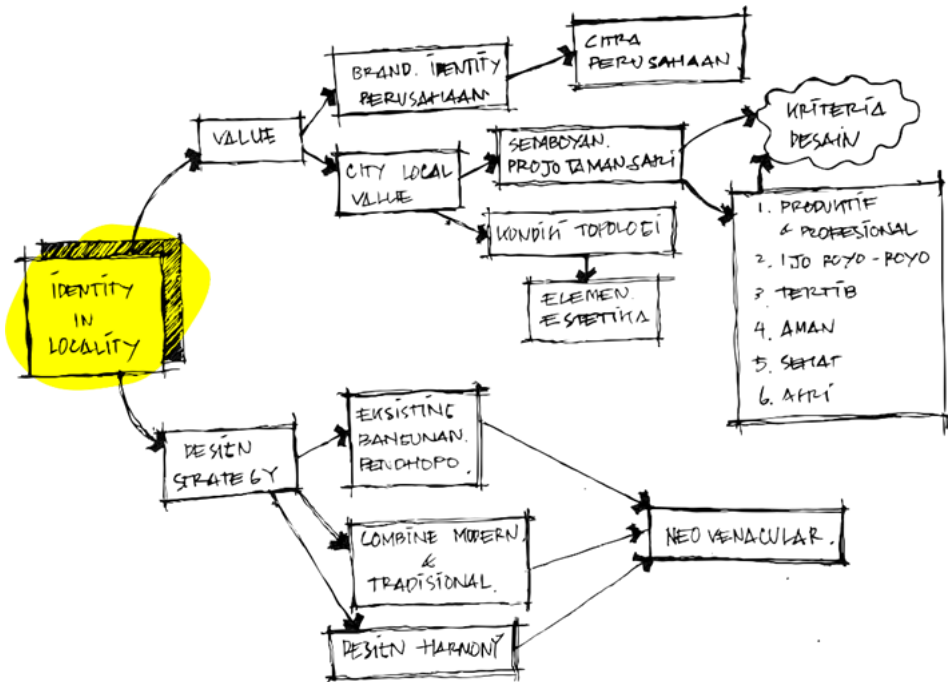 CITRA
PERUSAHAAN
BRAND. IDENTITY
PERUSAHAAN.
KRITERIA
DESAIN
VALUE
SEMBOYAN.
PROJOTAMANSARI
CITY LOCAL
VALUE
1. PRODUKTIF
& PROFESIONAL
2. IJO ROYO-ROYO
3. TERTIB
4. AMAN
5. SEHAT
6. ASRI
KONDISI TOPOLOGI
ELEMEN.
ESTETIKA
IDENTITY
IN
LOCALITY
EKSISTING
BANGUNAN.
PENDHOPO.
DESIGN
STRATEGY
COMBINE MODERN.
&
TRADISIONAL.
NEO VENACULAR.
DESIGN HARMONY